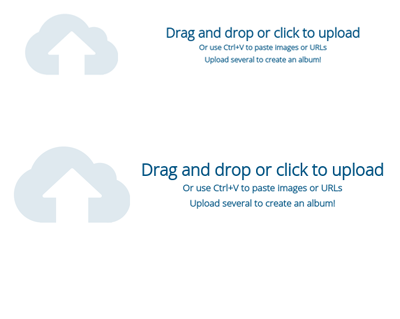 Drag and drop or click to upload
Or use Ctrl+V to paste images or URLs
Upload several to create an album!
Drag and drop or click to upload
Or use Ctrl+V to paste images or URLs
Upload several to create an album!